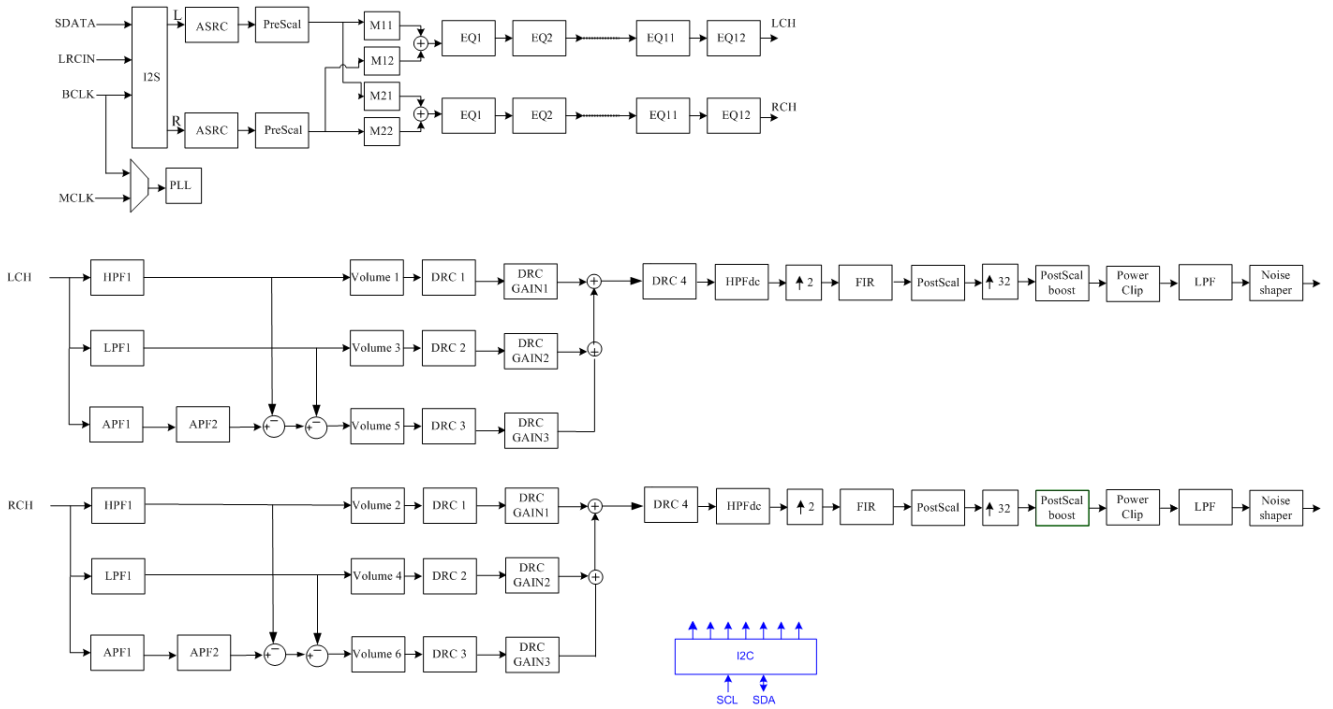 SDATA
LRCIN
BCLK
MCLK
I2S
L
R
ASRC
PreScal
ASRC
PreScal
PLL
M11
M12
M21
M22
+
+
EQ1
EQ2
EQ11
EQ12
LCH
EQ1
EQ2
EQ11
EQ12
RCH
LCH
HPF1
Volume 1
DRC 1
DRC
GAIN1
+
DRC 4
HPFdc
2
FIR
PostScal
32
PostScal
boost
Power
Clip
LPF
Noise
shaper
LPF1
Volume 3
DRC 2
DRC
GAIN2
+
APF1
APF2
+ −
+ −
Volume 5
DRC 3
DRC
GAIN3
RCH
HPF1
Volume 2
DRC 1
DRC
GAIN1
+
DRC 4
HPFdc
2
FIR
PostScal
32
PostScal
boost
Power
Clip
LPF
Noise
shaper
LPF1
Volume 4
DRC 2
DRC
GAIN2
+
APF1
APF2
+ −
+ −
Volume 6
DRC 3
DRC
GAIN3
I2C
SCL
SDA